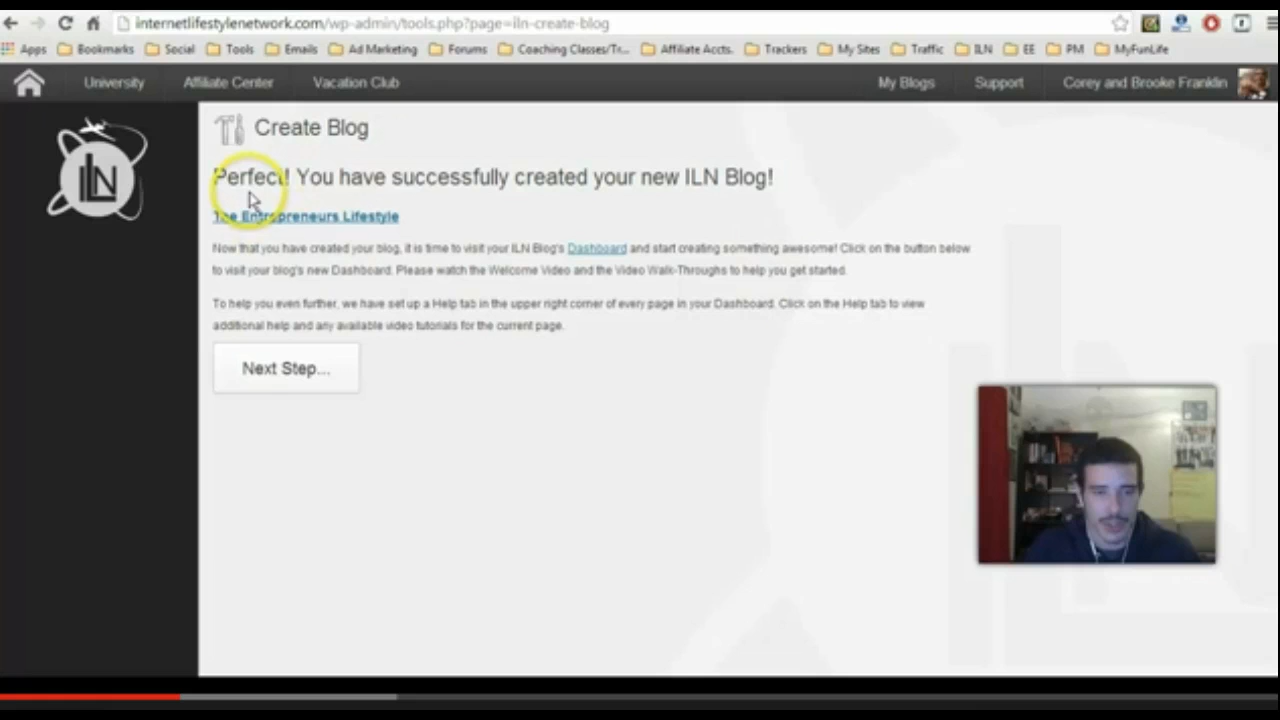 internetlifestylenetwork.com/wp-admin/tools.php?page=iln-create-blog
Apps Bookmarks Social Tools Emails Ad Marketing Forums Coaching Classes/Tr... Affiliate Accts. Trackers My Sites Traffic ILN EE PM MyFunLife
University Affiliate Center Vacation Club My Blogs Support Corey and Brooke Franklin
ILN
Create Blog
Perfect! You have successfully created your new ILN Blog!
The Entrepreneurs Lifestyle
Now that you have created your blog, it is time to visit your ILN Blog's Dashboard and start creating something awesome! Click on the button below
to visit your blog's new Dashboard. Please watch the Welcome Video and the Video Walk-Throughs to help you get started.
To help you even further, we have set up a Help tab in the upper right corner of every page in your Dashboard. Click on the Help tab to view
additional help and any available video tutorials for the current page.
Next Step...